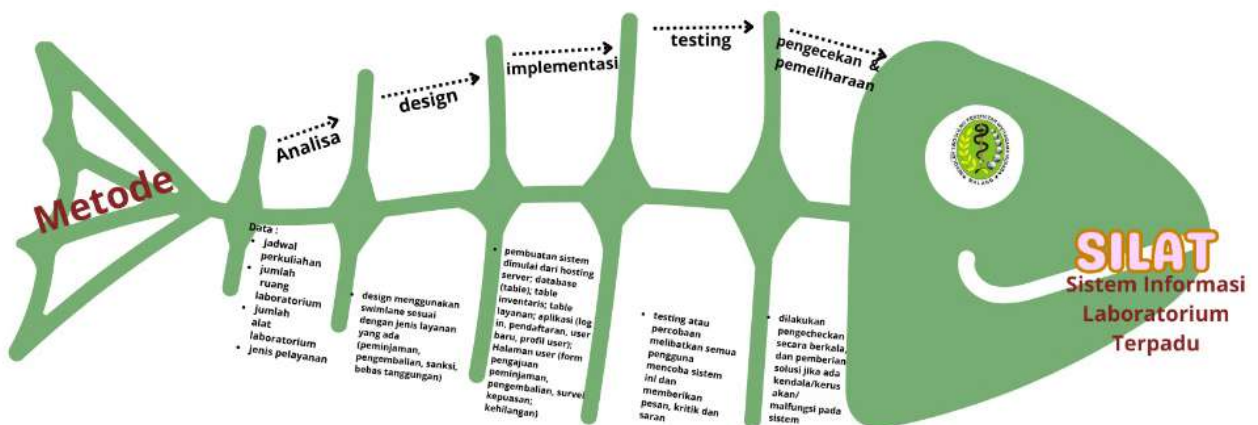 Metode
Analisa
design
implementasi
testing
pengecekan &
pemeliharaan
Data :
• jadwal
perkuliahan
• jumlah
ruang
laboratorium
• jumlah
alat
laboratorium
• jenis pelayanan
• design menggunakan
swimlane sesuai
dengan jenis layanan
yang ada
(peminjaman,
pengembalian, sanksi,
bebas tanggungan)
• pembuatan sistem
dimulai dari hosting
server; database
(table); table
inventaris; table
layanan; aplikasi (log
in, pendaftaran, user
baru, profil user);
Halaman user (form
pengajuan
peminjaman,
pengembalian, survei
kepuasan;
kehilangan)
• testing atau
percobaan
melibatkan semua
pengguna
mencoba sistem
ini dan
memberikan
pesan, kritik dan
saran
• dilakukan
pengecheckan
secara berkala,
dan pemberian
solusi jika ada
kendala/kerus
akan/
malfungsi pada
sistem
SILAT
Sistem Informasi
Laboratorium
Terpadu